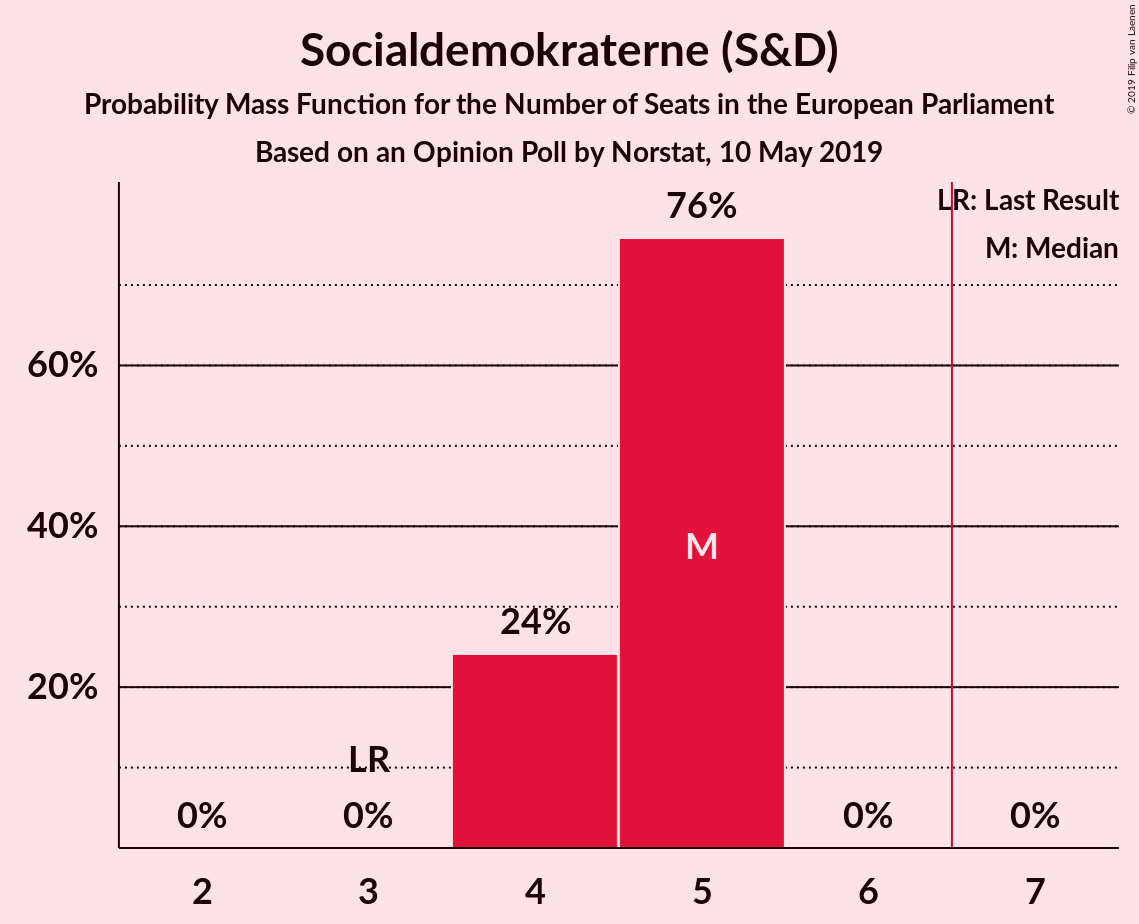 Socialdemokraterne (S&D)
Probability Mass Function for the Number of Seats in the European Parliament
Based on an Opinion Poll by Norstat, 10 May 2019
© 2019 Filip van Laenen
LR: Last Result
M: Median
76%
60%
40%
M
24%
20%
LR
0%
0%
0%
0%
2
3
4
5
6
7